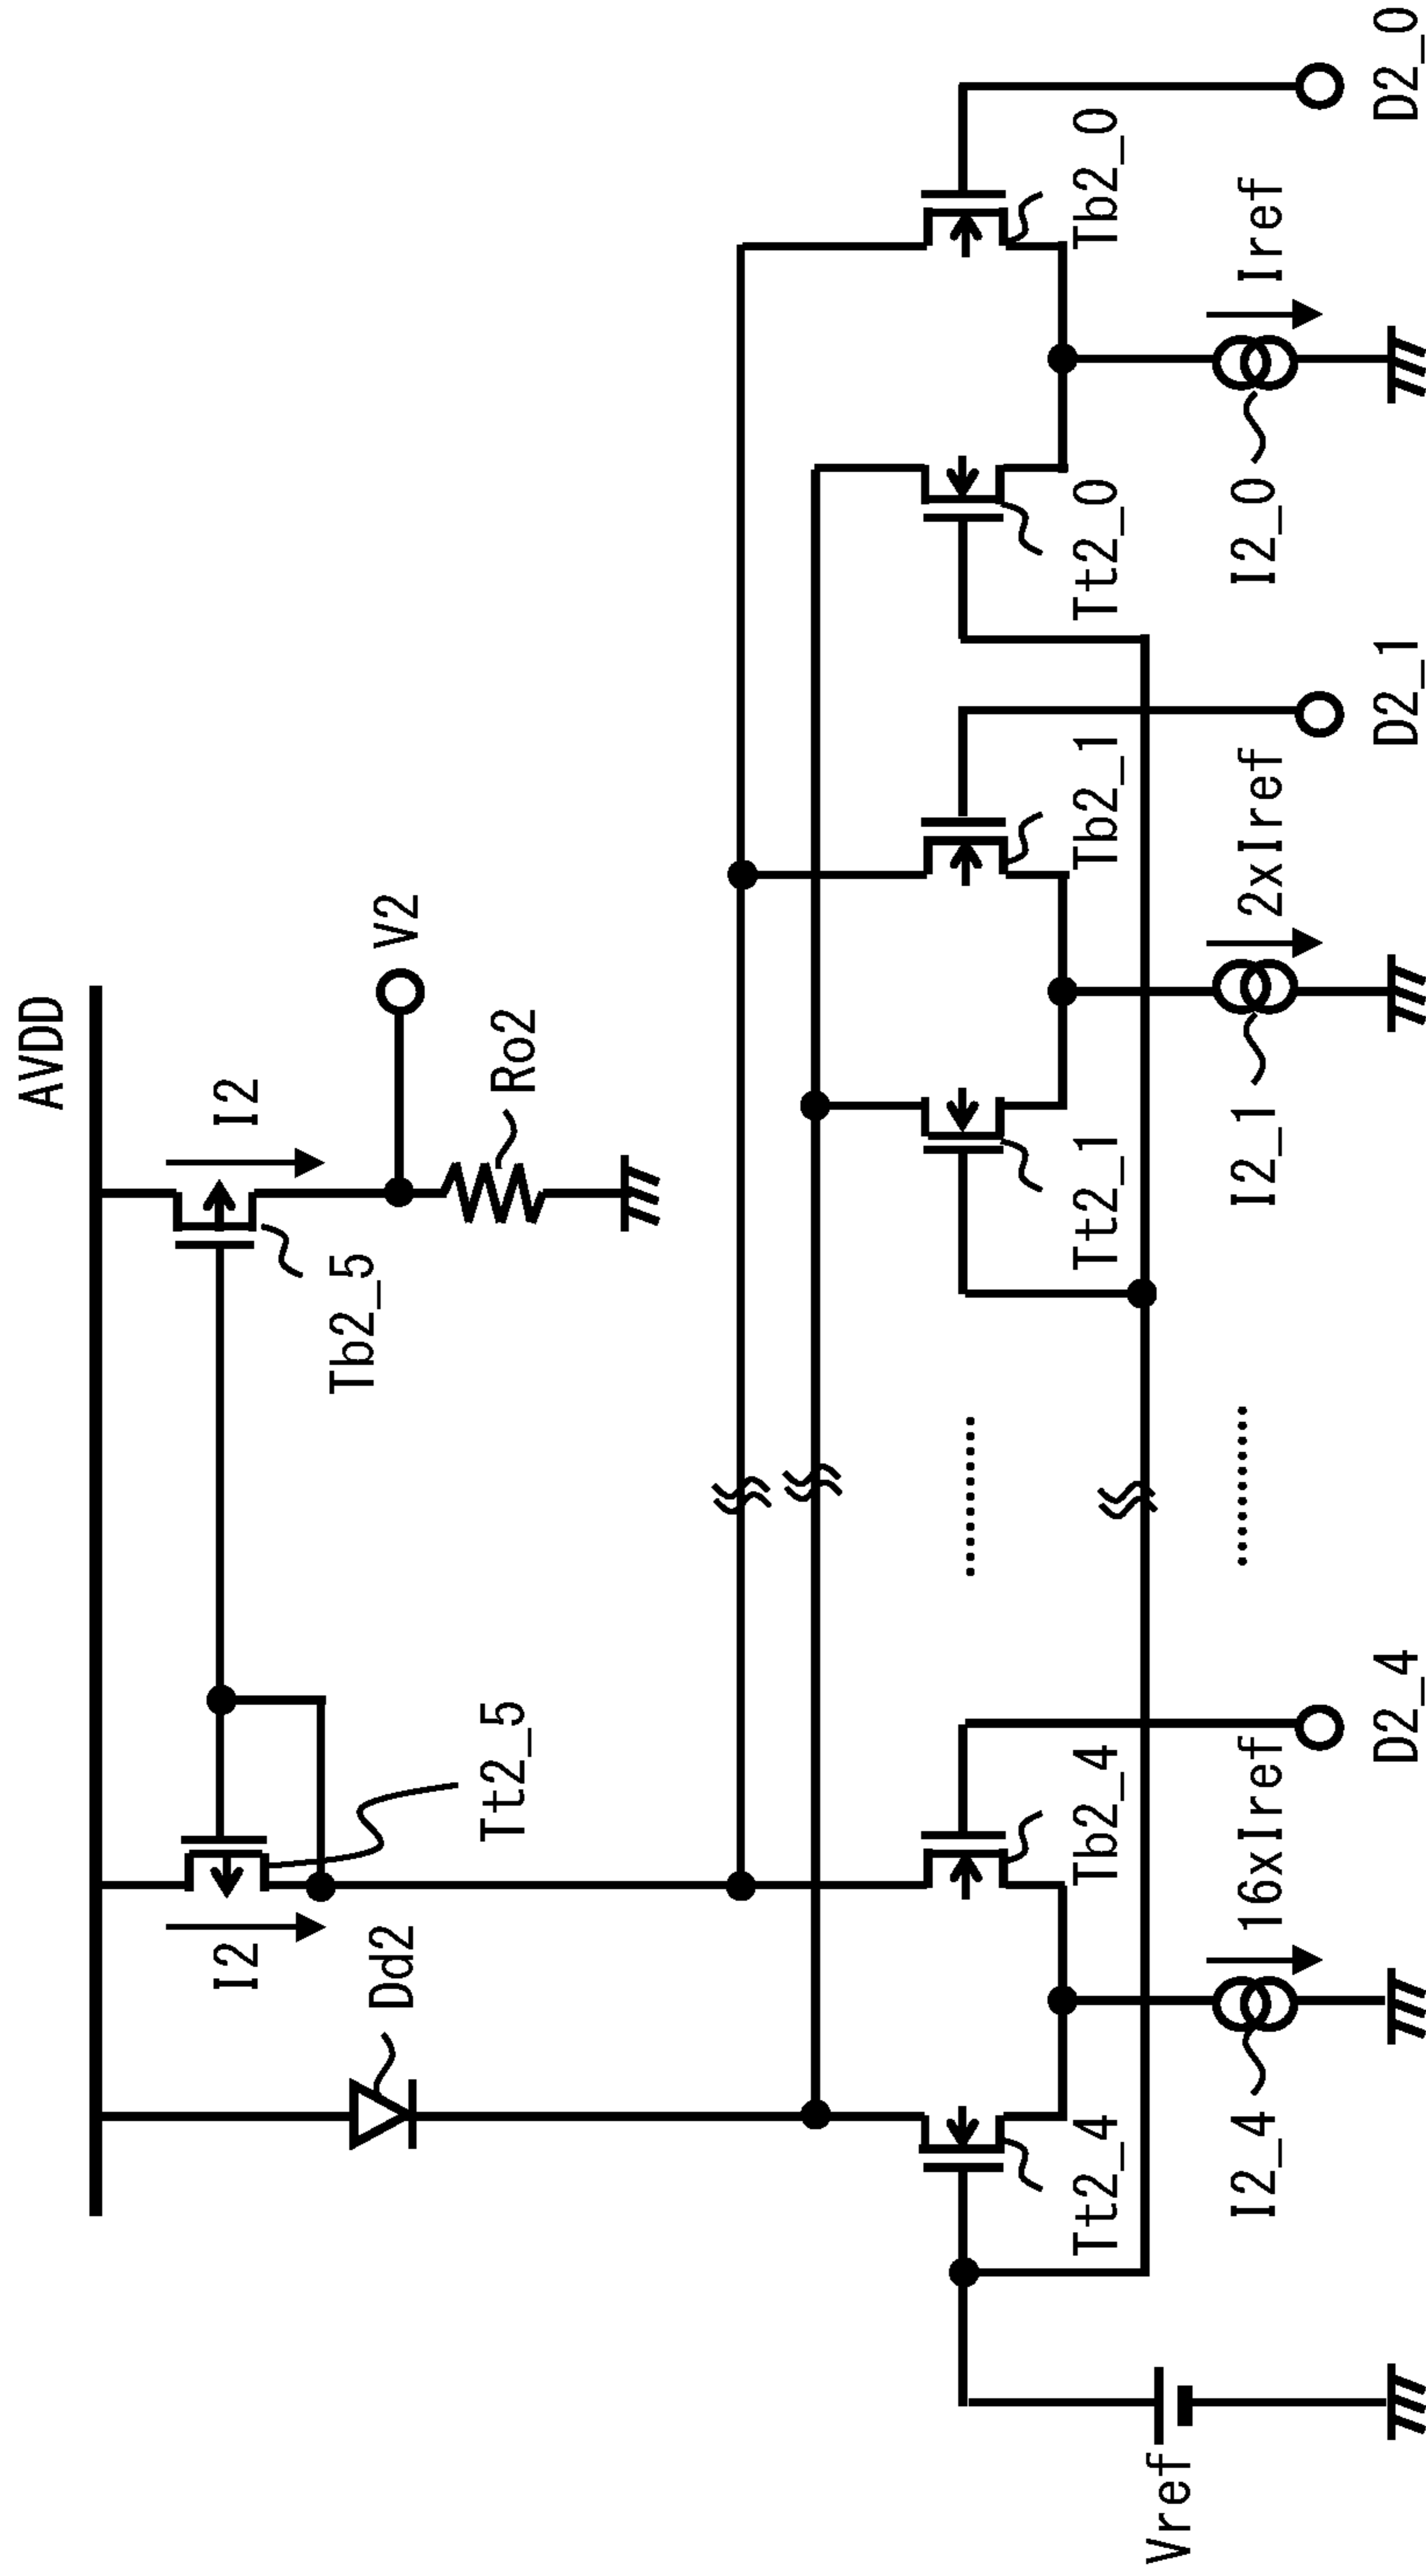 AVDD
I2
Tt2_5
I2
Tb2_5
Dd2
V2
Ro2
Tt2_4
Tb2_4
Tt2_1
Tb2_1
Tt2_0
Tb2_0
Vref
I2_4
16xIref
I2_1
2xIref
I2_0
Iref
D2_4
D2_1
D2_0